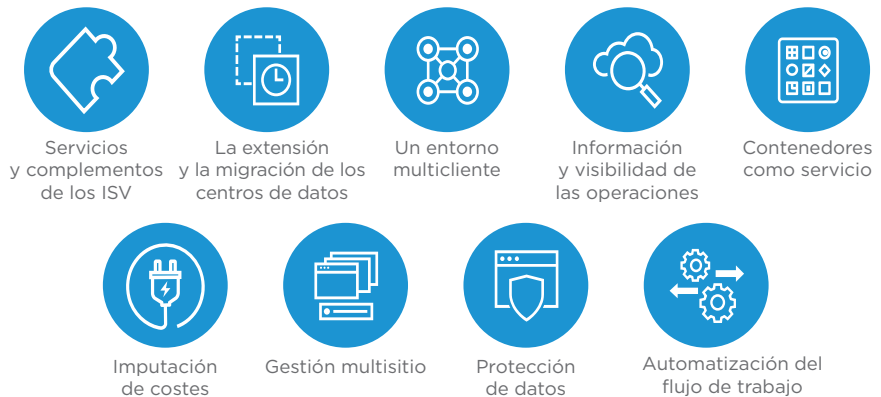 Servicios
y complementos
de los ISV
La extensión
y la migración de los
centros de datos
Un entorno
multicliente
Información
y visibilidad de
las operaciones
Contenedores
como servicio
Imputación
de costes
Gestión multisitio
Protección
de datos
Automatización del
flujo de trabajo